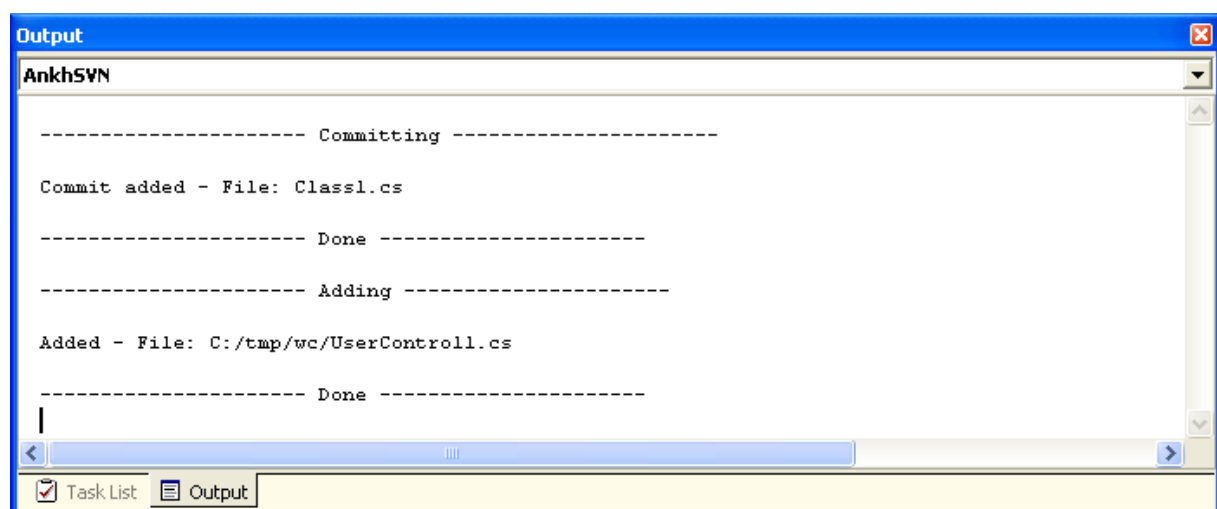 Output
AnkhSVN
---------------------- Committing ----------------------
Commit added - File: Class1.cs
---------------------- Done ----------------------
---------------------- Adding ----------------------
Added - File: C:/tmp/wc/UserControl1.cs
---------------------- Done ----------------------
Task List Output